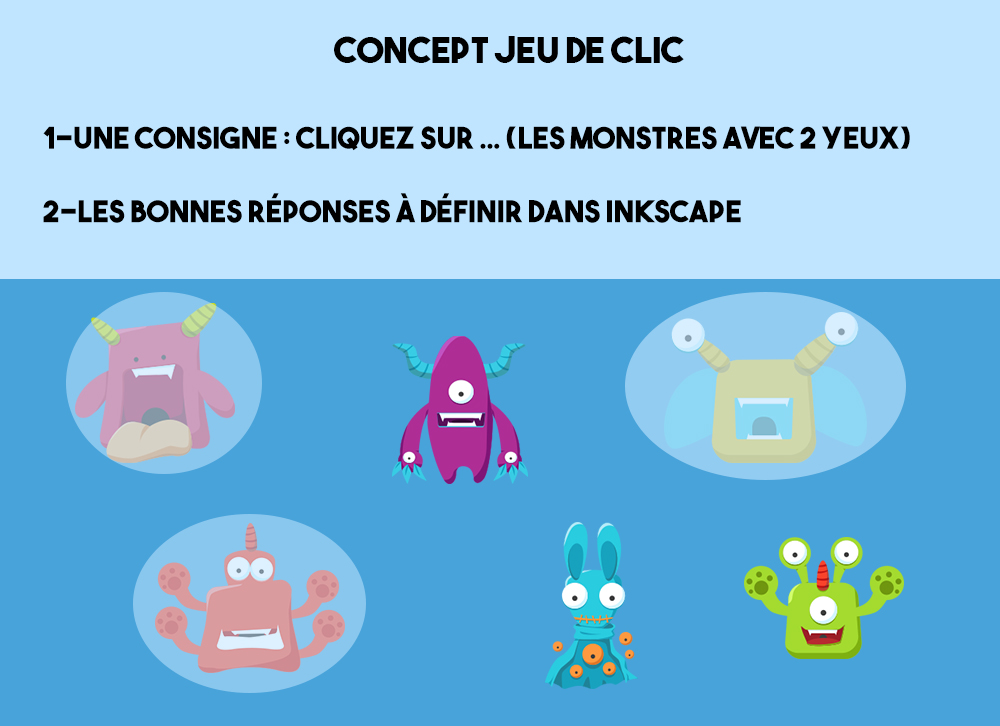 CONCEPT JEU DE CLIC
1-UNE CONSIGNE : CLIQUEZ SUR ... (LES MONSTRES AVEC 2 YEUX)
2-LES BONNES RÉPONSES À DÉFINIR DANS INKSCAPE